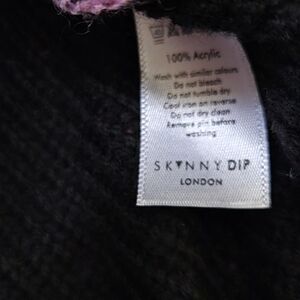 100% Acrylic
Wash with similar colours
Do not bleach
Do not tumble dry
Cool iron on reverse
Do not dry clean
Remove pin before
washing
SKYNNY DIP
LONDON